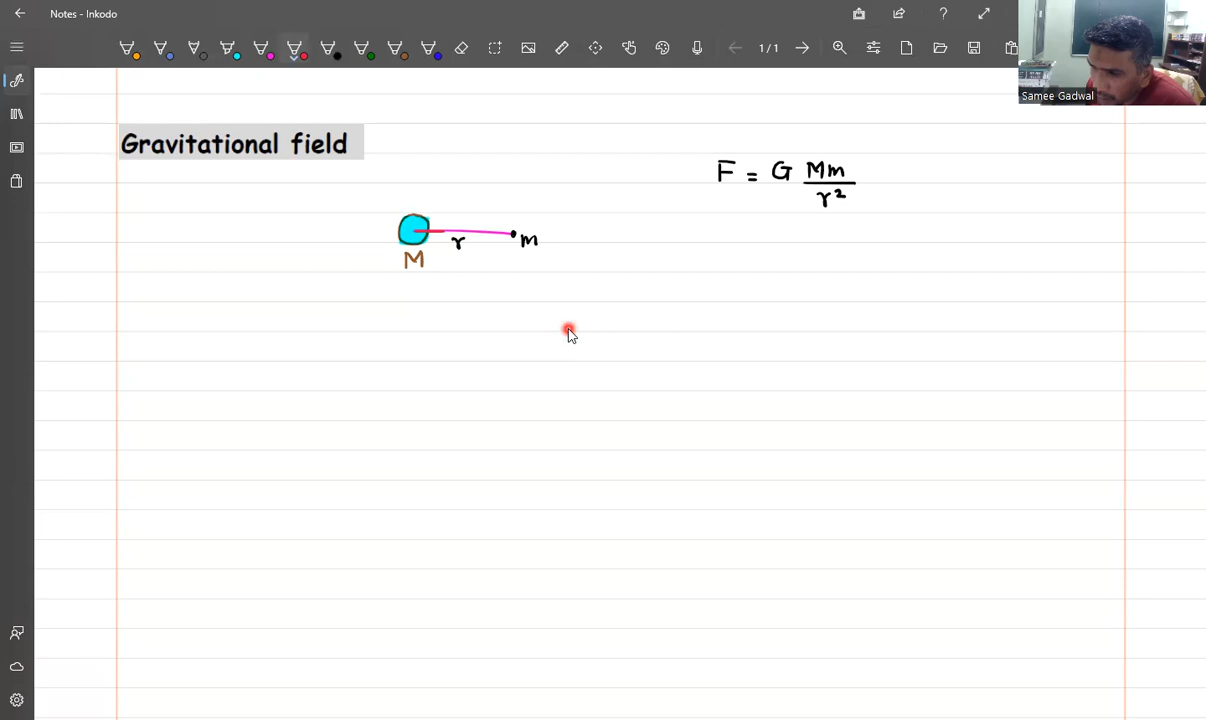 Notes - Inkodo
1 / 1
Samee Gadwal
Gravitational field
F = G Mm
r²
r
m
M